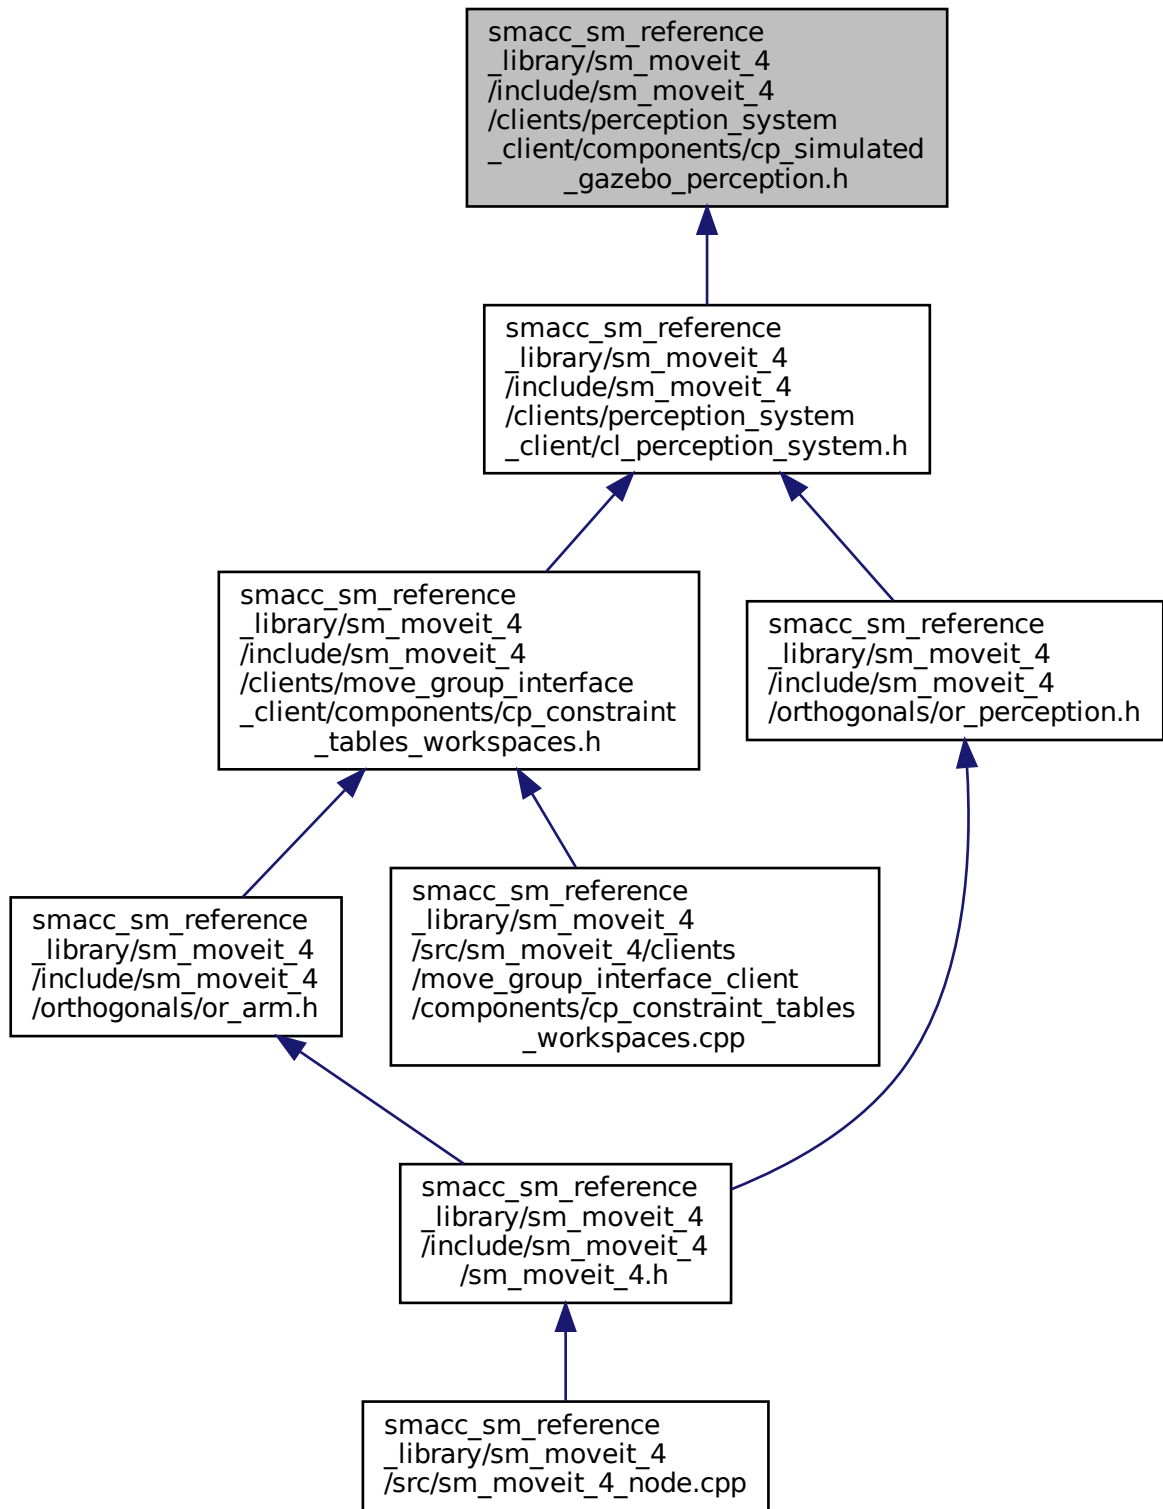 smacc_sm_reference
_library/sm_moveit_4
/include/sm_moveit_4
/clients/perception_system
_client/components/cp_simulated
_gazebo_perception.h
smacc_sm_reference
_library/sm_moveit_4
/include/sm_moveit_4
/clients/perception_system
_client/cl_perception_system.h
smacc_sm_reference
_library/sm_moveit_4
/include/sm_moveit_4
/clients/move_group_interface
_client/components/cp_constraint
_tables_workspaces.h
smacc_sm_reference
_library/sm_moveit_4
/include/sm_moveit_4
/orthogonals/or_perception.h
smacc_sm_reference
_library/sm_moveit_4
/include/sm_moveit_4
/orthogonals/or_arm.h
smacc_sm_reference
_library/sm_moveit_4
/src/sm_moveit_4/clients
/move_group_interface_client
/components/cp_constraint_tables
_workspaces.cpp
smacc_sm_reference
_library/sm_moveit_4
/include/sm_moveit_4
/sm_moveit_4.h
smacc_sm_reference
_library/sm_moveit_4
/src/sm_moveit_4_node.cpp